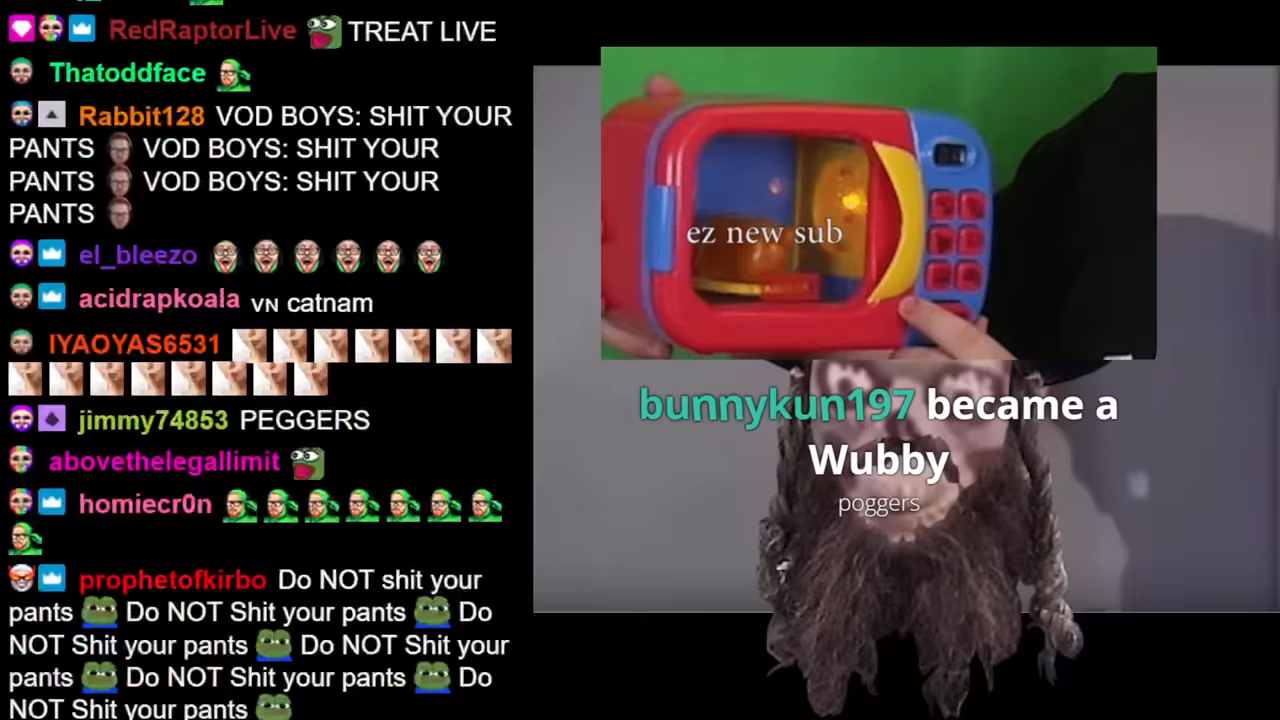 RedRaptorLive TREAT LIVE
Thatoddface
Rabbit128 VOD BOYS: SHIT YOUR
PANTS VOD BOYS: SHIT YOUR
PANTS VOD BOYS: SHIT YOUR
PANTS
el_bleezo
acidrapkoala VN catnam
IYAOYAS6531
jimmy74853 PEGGERS
abovethelegallimit
homiecr0n
prophetofkirbo Do NOT shit your
pants Do NOT Shit your pants Do
NOT Shit your pants Do NOT Shit your
pants Do NOT Shit your pants Do
NOT Shit your pants
ez new sub
bunnykun197 became a
Wubby
poggers